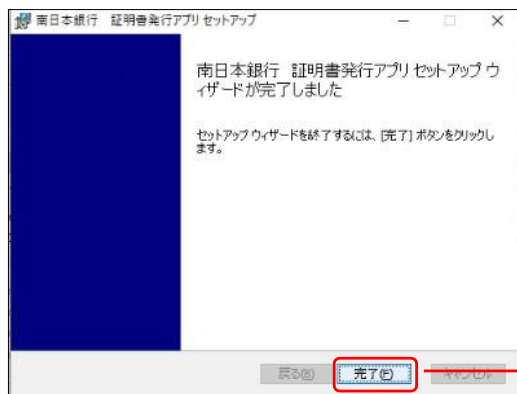 南日本銀行 証明書発行アプリ セットアップ
南日本銀行 証明書発行アプリ セットアップ ウ
ィザードが完了しました
セットアップ ウィザードを終了するには、[完了] ボタンをクリックし
ます。
戻る(B) 完了(F) キャンセル